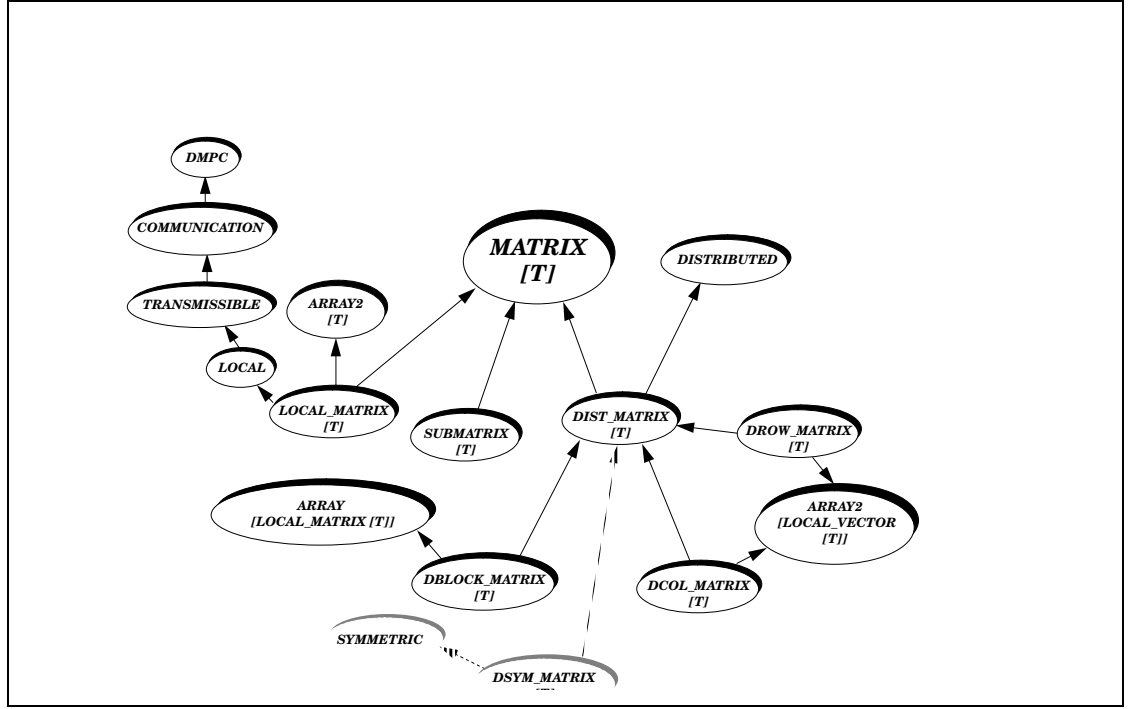 DMPC
COMMUNICATION
TRANSMISSIBLE
LOCAL
ARRAY2
[T]
MATRIX
[T]
DISTRIBUTED
LOCAL_MATRIX
[T]
SUBMATRIX
[T]
DIST_MATRIX
[T]
DROW_MATRIX
[T]
ARRAY
[LOCAL_MATRIX [T]]
ARRAY2
[LOCAL_VECTOR
[T]]
DBLOCK_MATRIX
[T]
DCOL_MATRIX
[T]
SYMMETRIC
DSYM_MATRIX